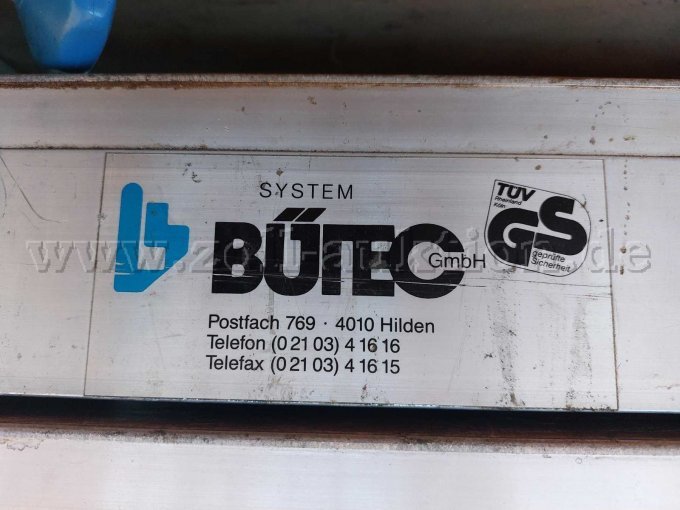 SYSTEM
BÜTEC GmbH
TÜV
Rheinland
Köln
GS
geprüfte
Sicherheit
www.zoll-auktion.de
Postfach 769 · 4010 Hilden
Telefon (0 21 03) 4 16 16
Telefax (0 21 03) 4 16 15